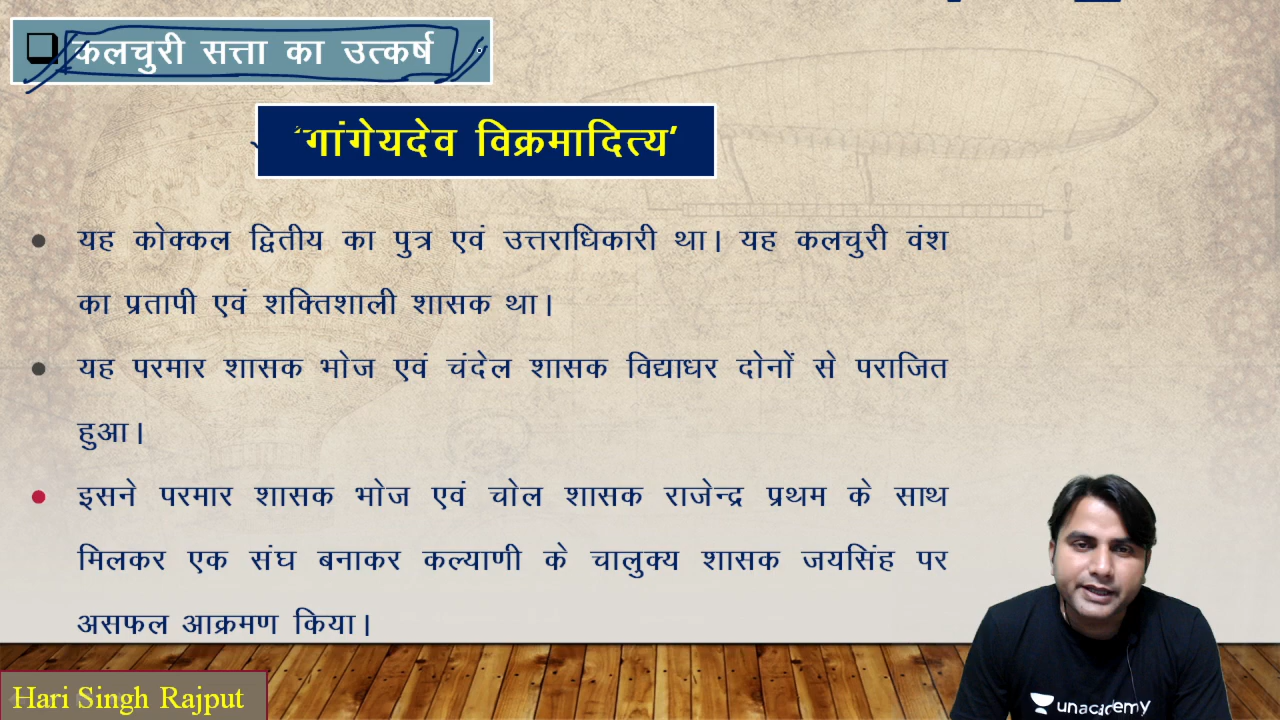 कलचुरी सत्ता का उत्कर्ष
‘गांगेयदेव विक्रमादित्य’
• यह कोक्कल द्वितीय का पुत्र एवं उत्तराधिकारी था। यह कलचुरी वंश
का प्रतापी एवं शक्तिशाली शासक था।
• यह परमार शासक भोज एवं चंदेल शासक विद्याधर दोनों से पराजित
हुआ।
• इसने परमार शासक भोज एवं चोल शासक राजेन्द्र प्रथम के साथ
मिलकर एक संघ बनाकर कल्याणी के चालुक्य शासक जयसिंह पर
असफल आक्रमण किया।
Hari Singh Rajput
unacademy